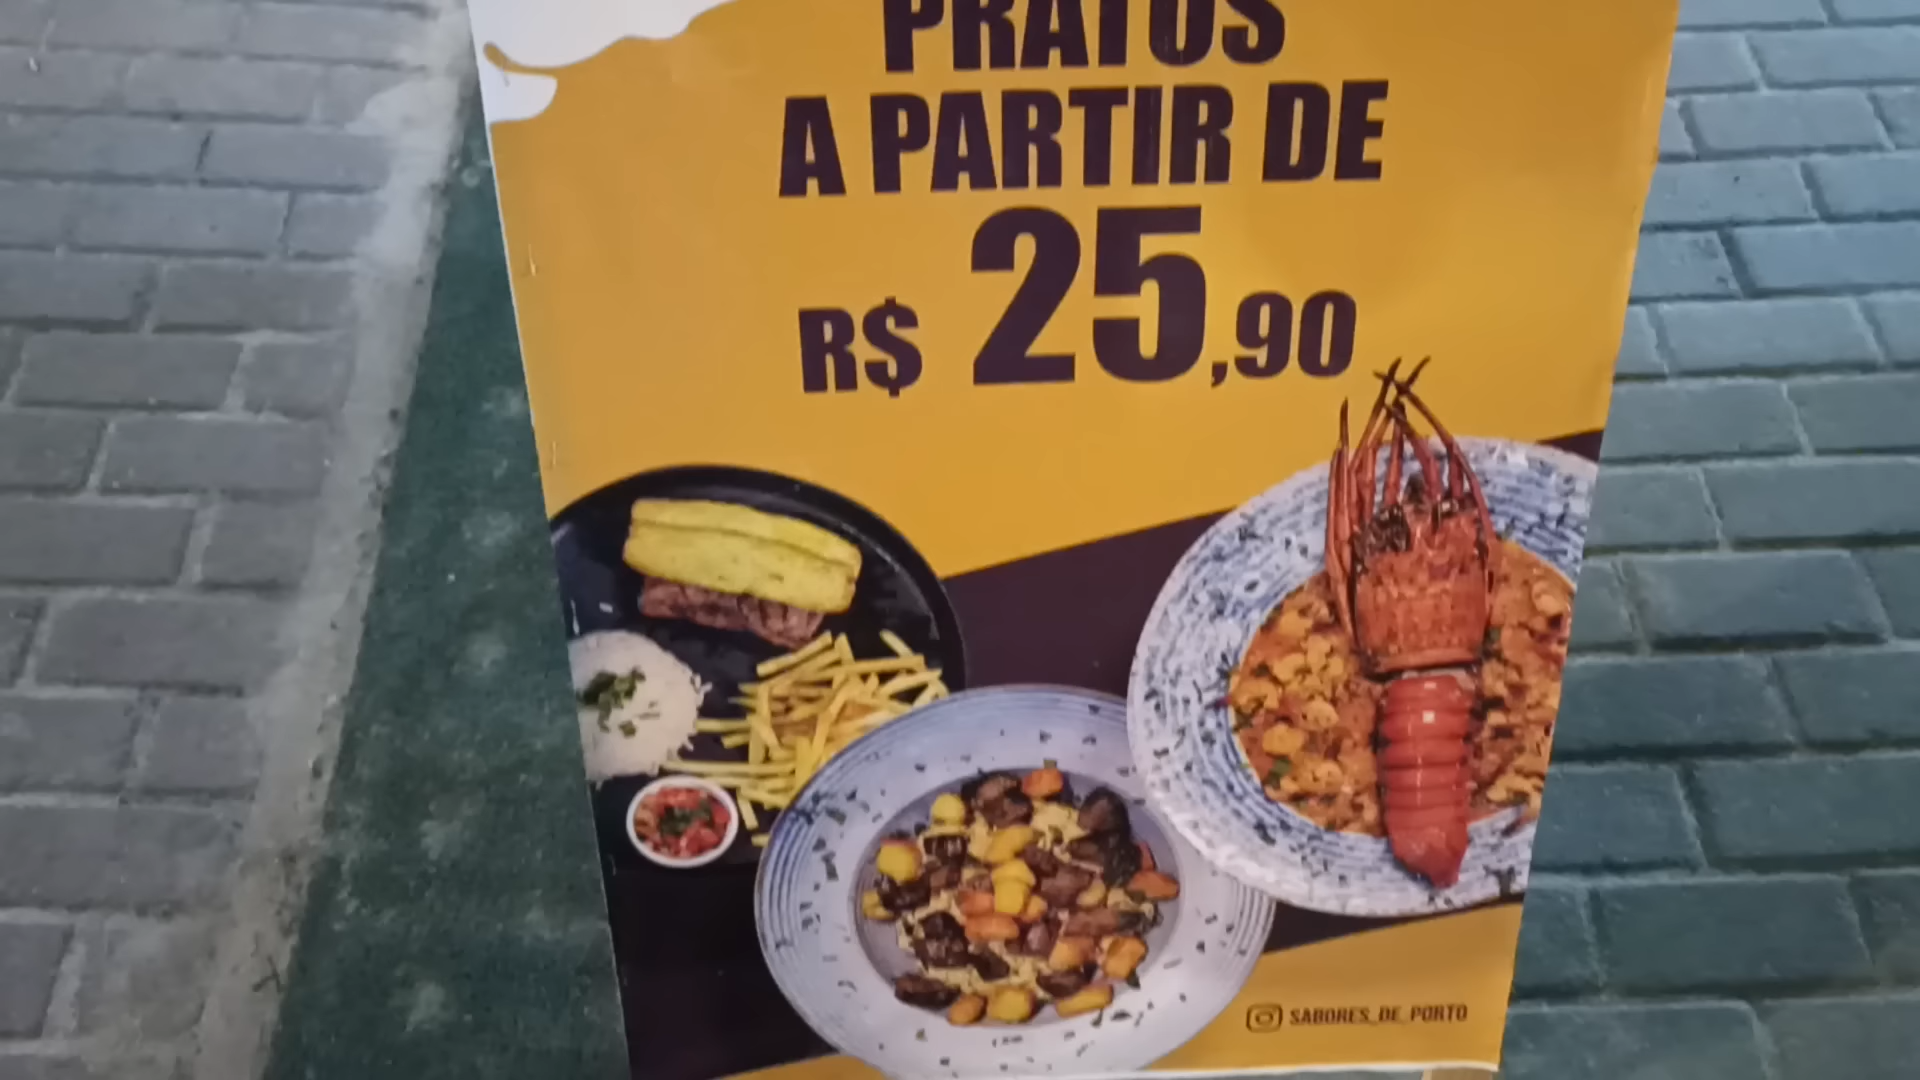 PRATOS
A PARTIR DE
R$ 25,90
SABORES_DE_PORTO